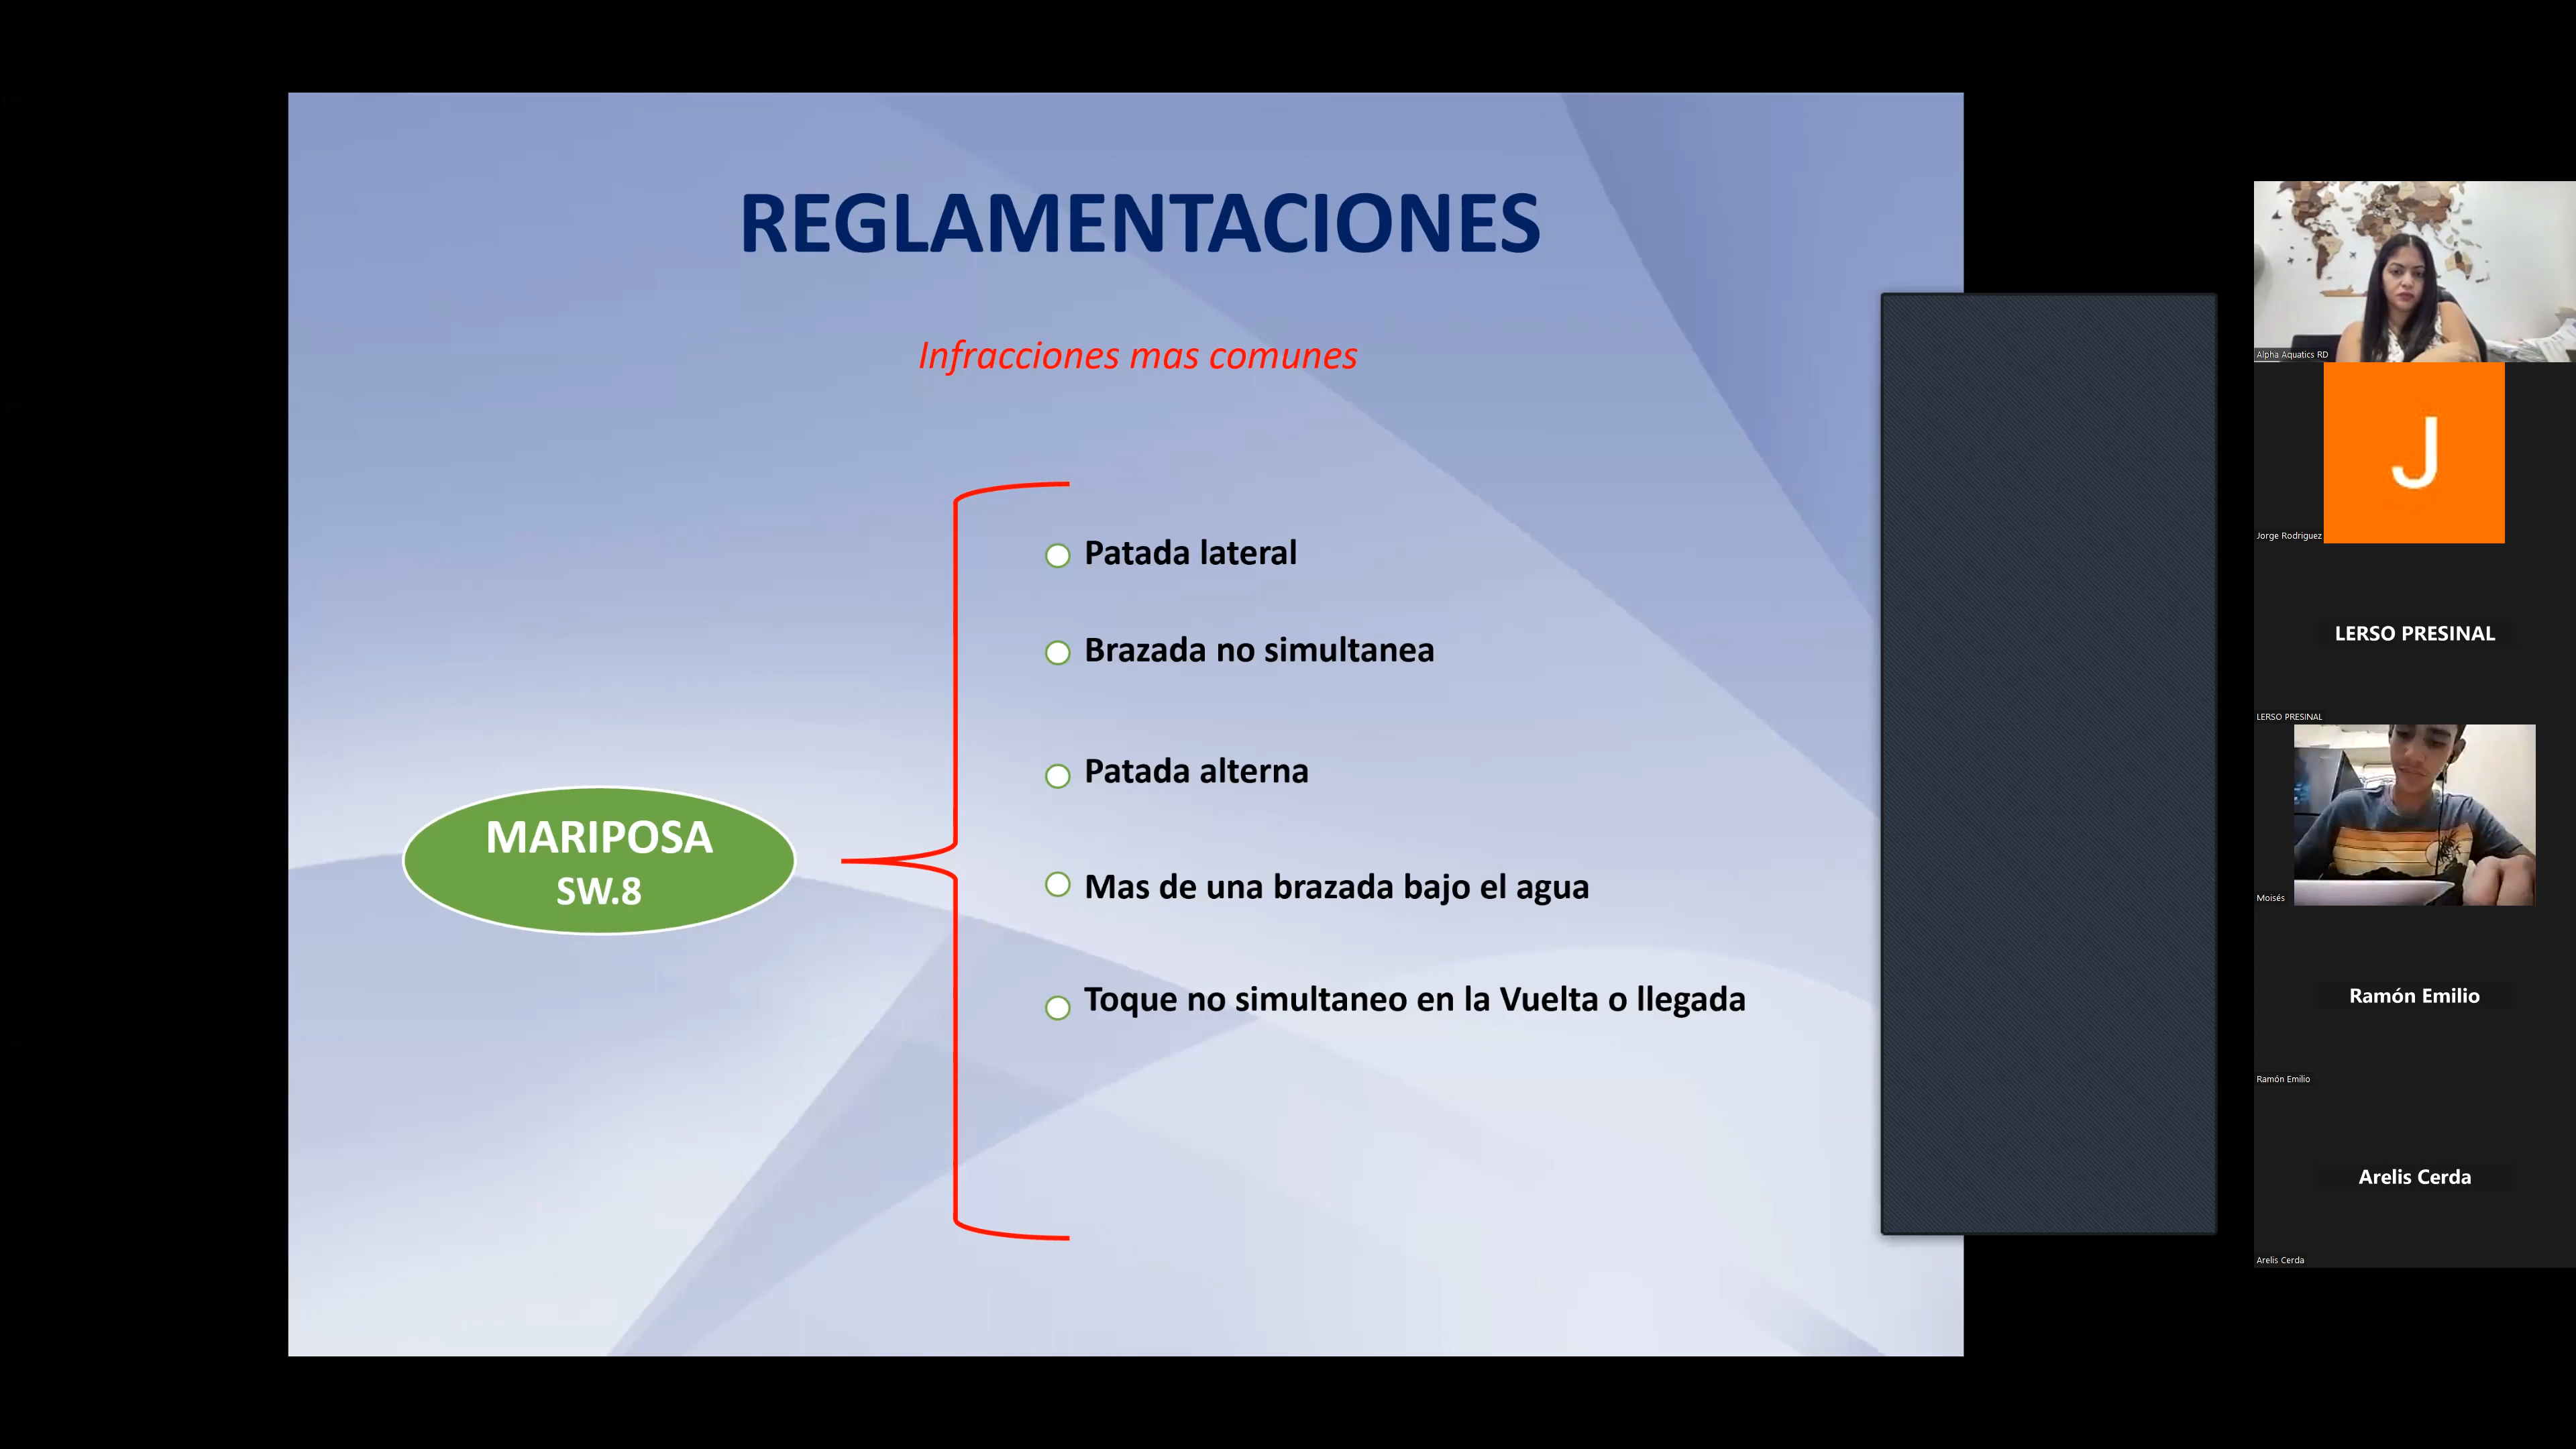 REGLAMENTACIONES
Infracciones mas comunes
Patada lateral
Brazada no simultanea
Patada alterna
MARIPOSA
SW.8
Mas de una brazada bajo el agua
Toque no simultaneo en la Vuelta o llegada
Alpha Aquatics RD
J
Jorge Rodriguez
LERSO PRESINAL
LERSO PRESINAL
Moisés
Ramón Emilio
Ramón Emilio
Arelis Cerda
Arelis Cerda